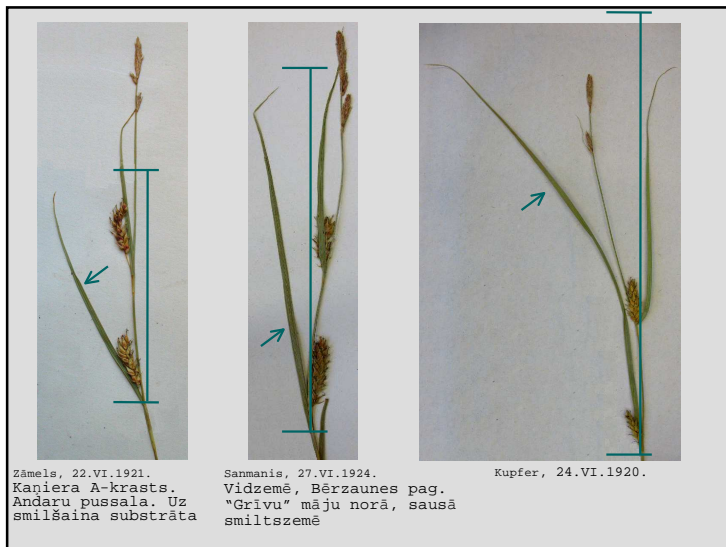 Zāmels, 22.VI.1921.
Kaņiera A-krasts.
Andaru pussala. Uz
smilšaina substrāta
Sanmanis, 27.VI.1924.
Vidzemē, Bērzaunes pag.
“Grīvu” māju norā, sausā
smiltszemē
Kupfer, 24.VI.1920.